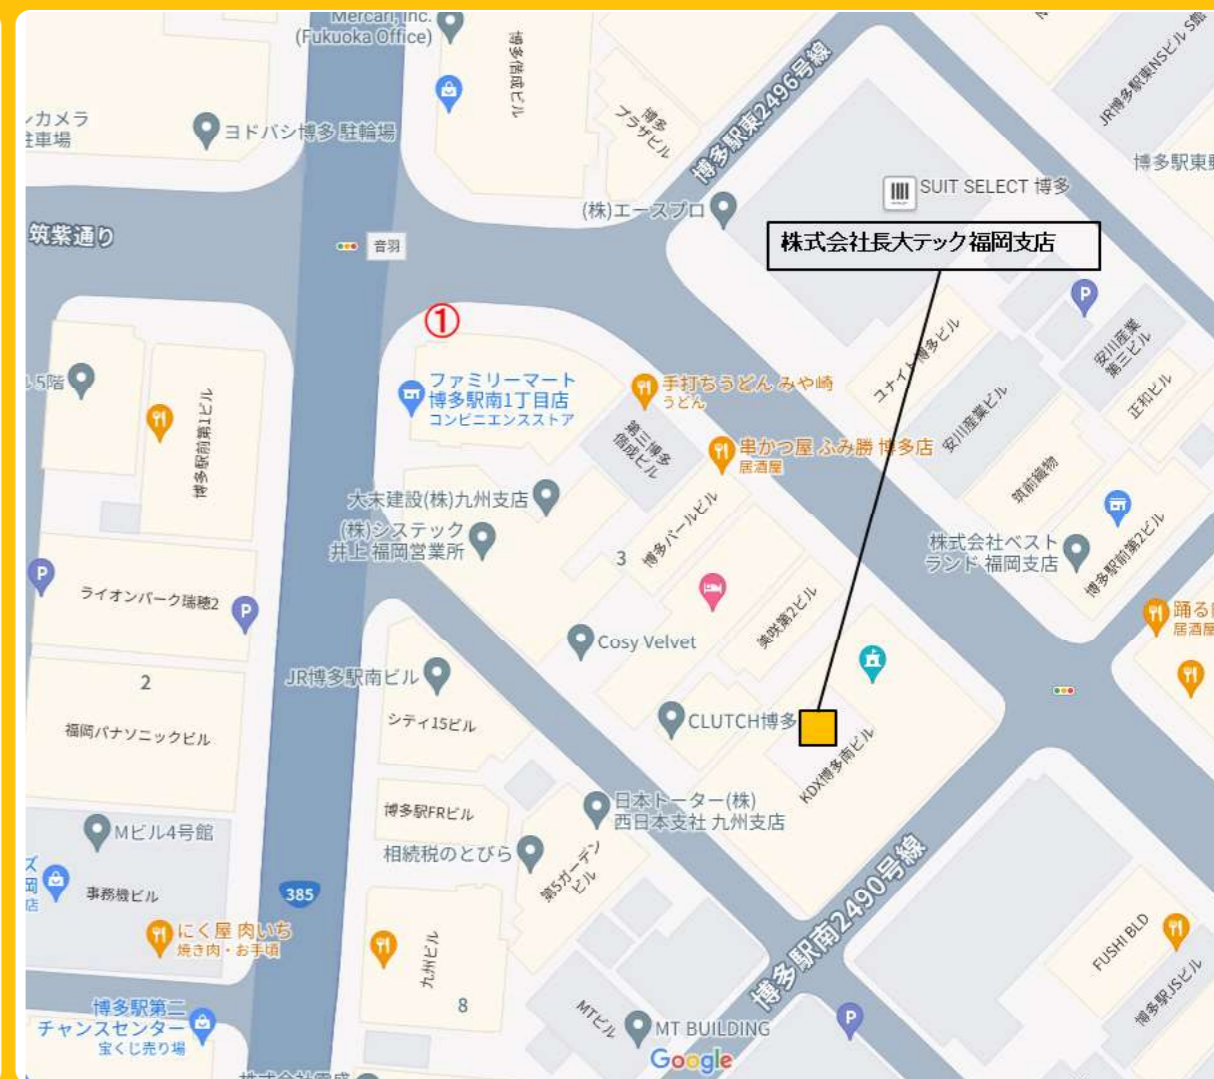 Mercari, Inc.
(Fukuoka Office)
博多偕成ビル
博多
プラザビル
博多駅東2496号線
JR博多駅東NSビル S館
カメラ
駐車場
ヨドバシ博多 駐輪場
博多駅東
SUIT SELECT 博多
(株)エースプロ
株式会社長大テック福岡支店
筑紫通り
音羽
①
P
ユナイト博多ビル
安川産業
第三ビル
5階
ファミリーマート
博多駅南1丁目店
コンビニエンスストア
手打ちうどん みや崎
うどん
正和ビル
安川産業ビル
博多駅前第1ビル
第三博多
偕成ビル
串かつ屋 ふみ勝 博多店
居酒屋
筑前織物
大末建設(株)九州支店
(株)システック
井上 福岡営業所
博多パールビル
3
株式会社ベスト
ランド 福岡支店
博多駅前第2ビル
P
ライオンパーク瑞穂2
P
美咲第2ビル
踊る
居酒屋
Cosy Velvet
2
JR博多駅南ビル
シティ15ビル
CLUTCH博多
福岡パナソニックビル
KDX博多南ビル
博多駅FRビル
日本トーター(株)
西日本支社 九州支店
Mビル4号館
相続税のとびら
第5ガーデン
ビル
博多駅南2490号線
ズ
岡
店
事務機ビル
385
にく屋 肉いち
焼き肉・お手頃
九州ビル
8
FUSHI BLD
博多駅JSビル
博多駅第二
チャンスセンター
宝くじ売り場
MTビル
MT BUILDING
P
Google